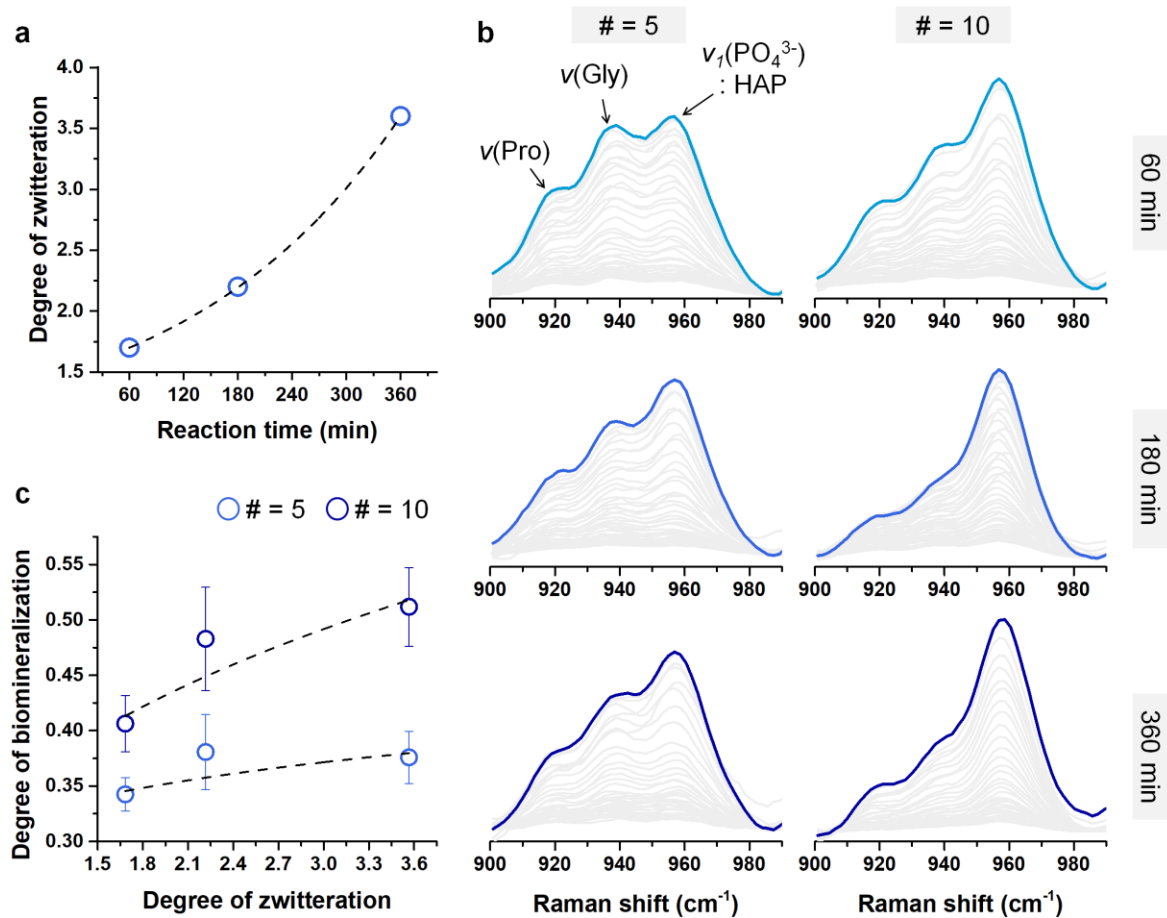 a
4.0
3.5
3.0
2.5
2.0
1.5
Degree of zwitteration
60 120 180 240 300 360
Reaction time (min)
b
# = 5
# = 10
v(Pro)
v(Gly)
v₁(PO₄³⁻)
: HAP
60 min
900 920 940 960 980
900 920 940 960 980
180 min
900 920 940 960 980
900 920 940 960 980
360 min
900 920 940 960 980
900 920 940 960 980
Raman shift (cm⁻¹)
Raman shift (cm⁻¹)
c
# = 5 # = 10
0.55
0.50
0.45
0.40
0.35
0.30
Degree of biomineralization
1.5 1.8 2.1 2.4 2.7 3.0 3.3 3.6
Degree of zwitteration